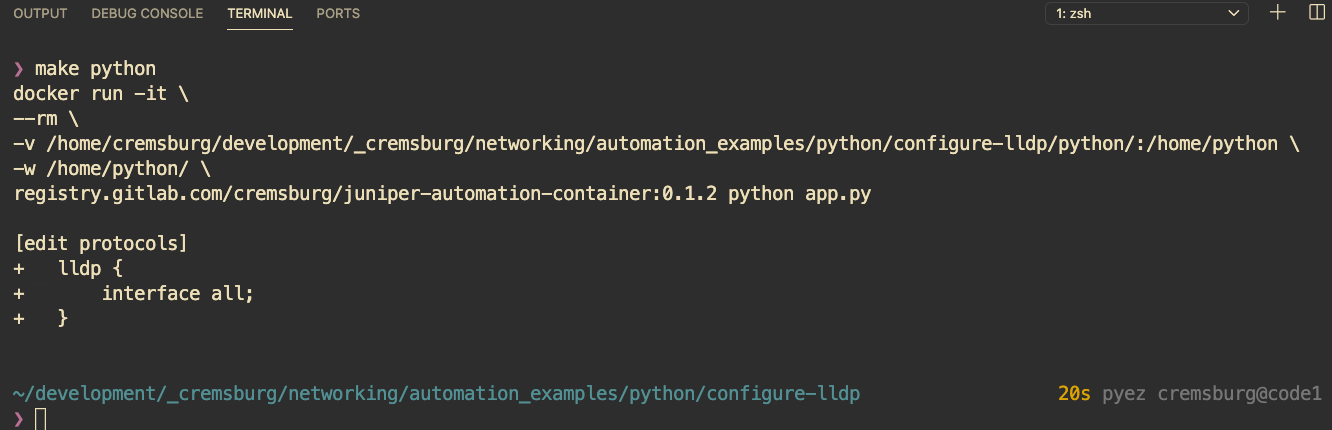 OUTPUT DEBUG CONSOLE TERMINAL PORTS 1: zsh
❯ make python
docker run -it \
--rm \
-v /home/cremsburg/development/_cremsburg/networking/automation_examples/python/configure-lldp/python/:/home/python \
-w /home/python/ \
registry.gitlab.com/cremsburg/juniper-automation-container:0.1.2 python app.py
[edit protocols]
+   lldp {
+       interface all;
+   }
~/development/_cremsburg/networking/automation_examples/python/configure-lldp 20s pyez cremsburg@code1
❯